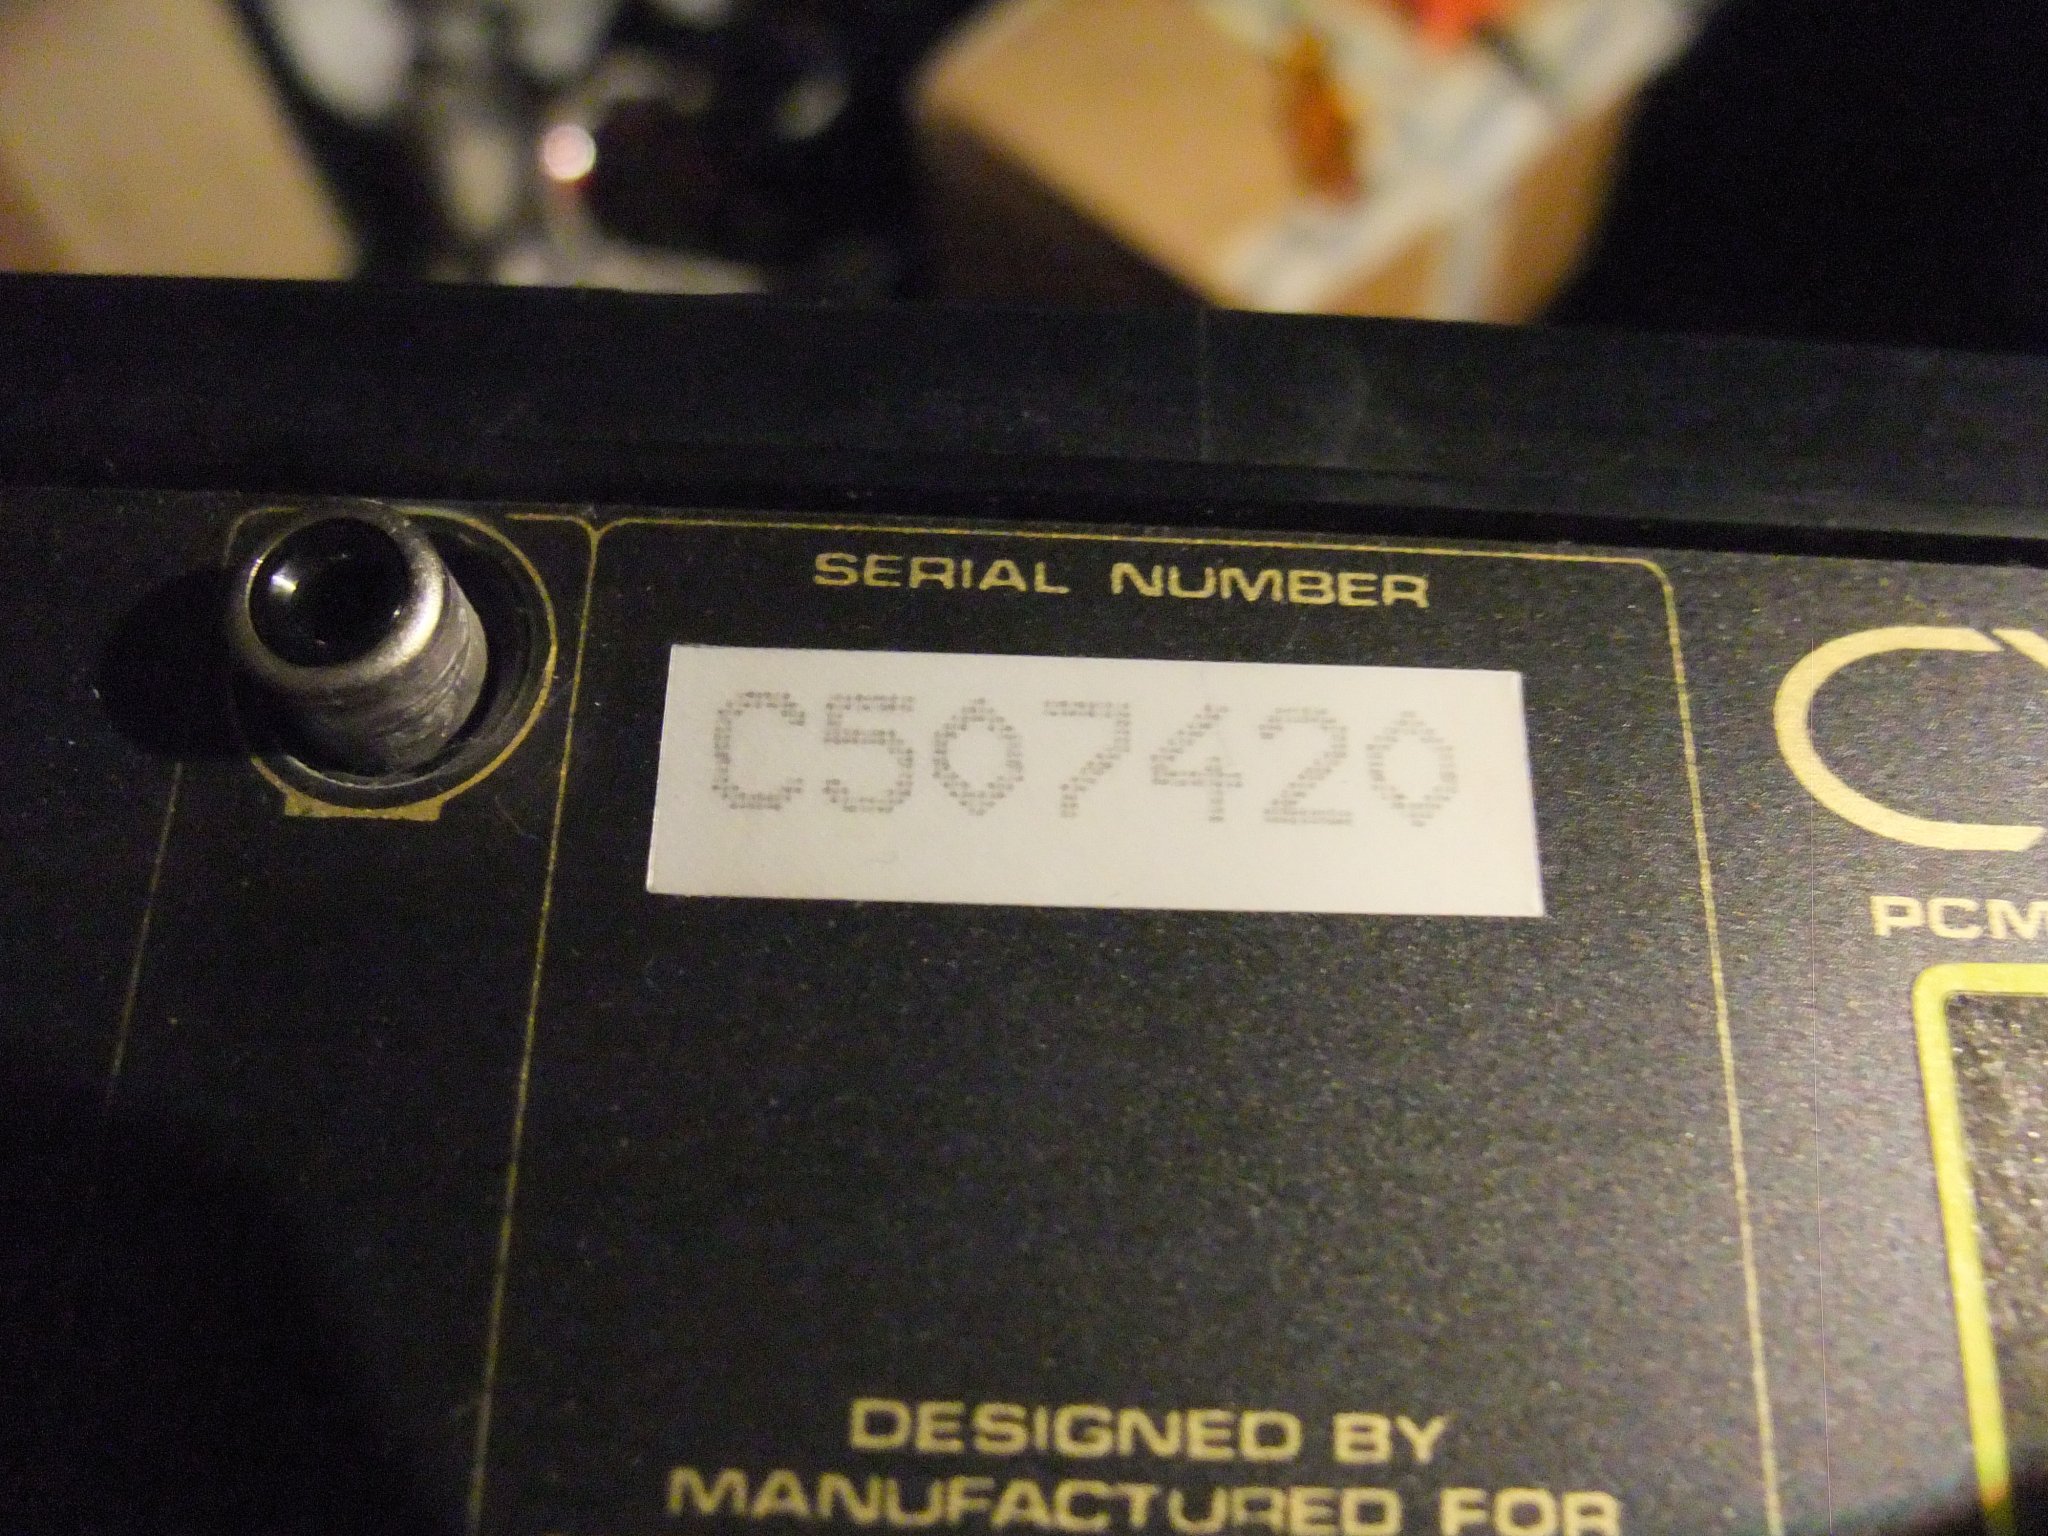 SERIAL NUMBER
C507420
PCM
DESIGNED BY
MANUFACTURED FOR